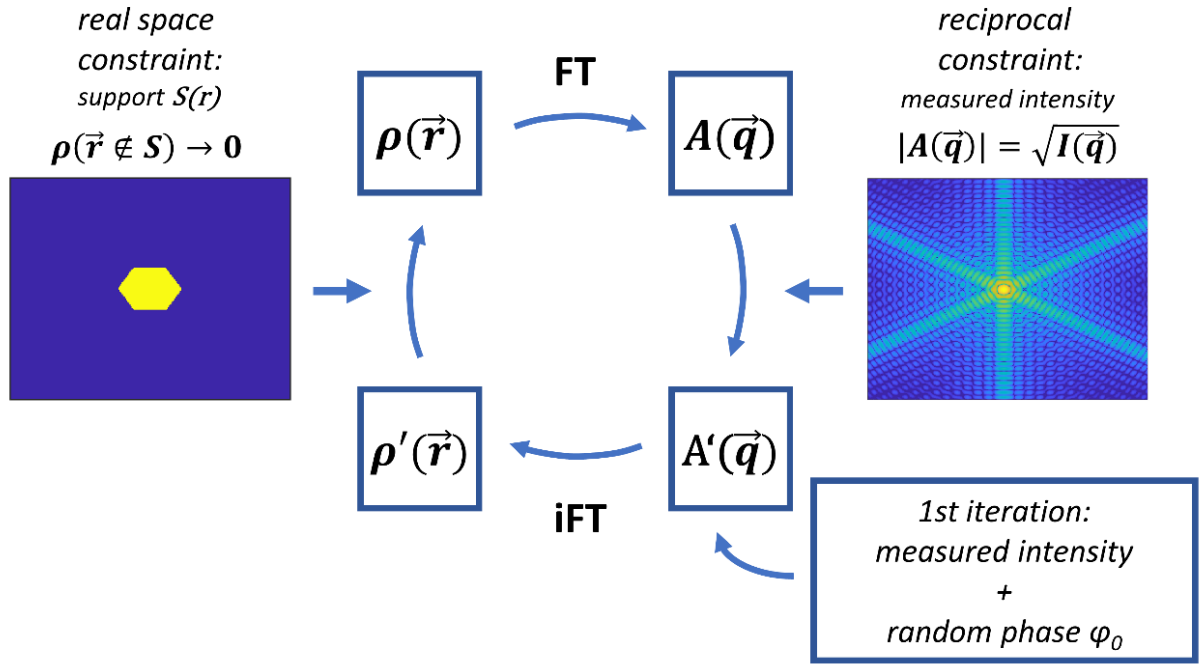 real space
constraint:
support S(r)
ρ(r⃗ ∉ S) → 0
FT
ρ(r⃗)
A(q⃗)
reciprocal
constraint:
measured intensity
|A(q⃗)| = √I(q⃗)
ρ′(r⃗)
A‘(q⃗)
iFT
1st iteration:
measured intensity
+
random phase φ₀